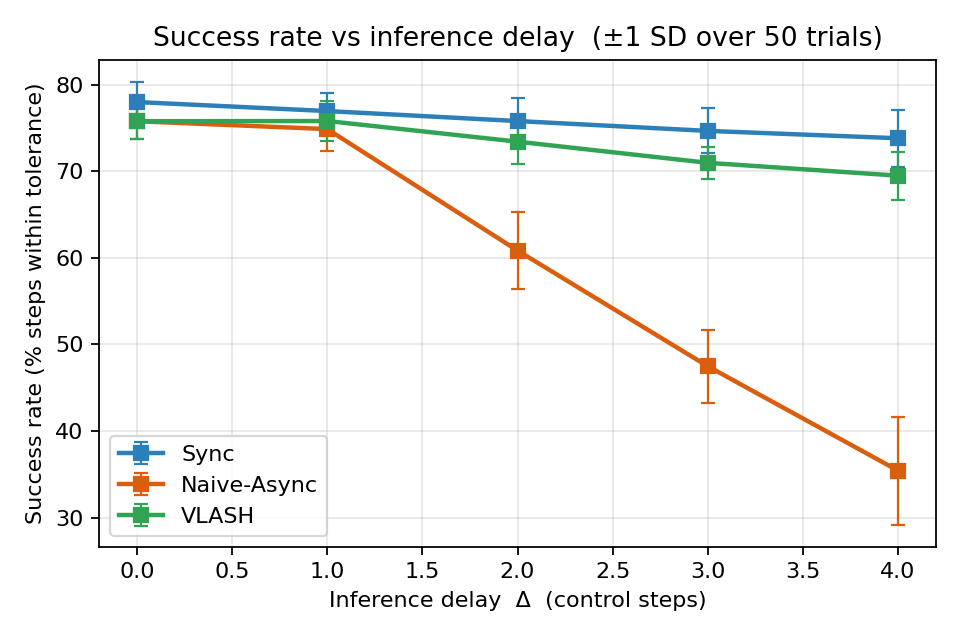 Success rate vs inference delay  (±1 SD over 50 trials)
Success rate (% steps within tolerance)
80
70
60
50
40
30
Sync
Naive-Async
VLASH
0.0 0.5 1.0 1.5 2.0 2.5 3.0 3.5 4.0
Inference delay  Δ  (control steps)